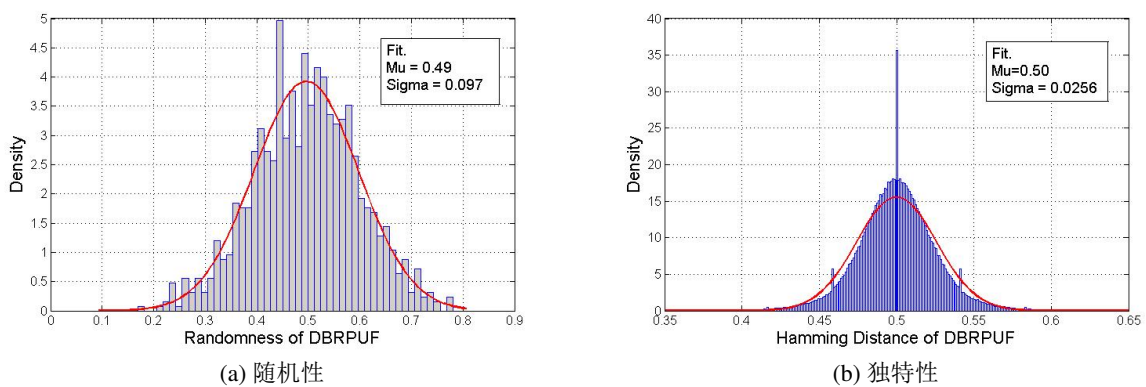 5
4.5
4
3.5
3
2.5
2
1.5
1
0.5
0
Density
Fit.
Mu = 0.49
Sigma = 0.097
0 0.1 0.2 0.3 0.4 0.5 0.6 0.7 0.8 0.9
Randomness of DBRPUF
(a) 随机性
40
35
30
25
20
15
10
5
0
Density
Fit.
Mu=0.50
Sigma = 0.0256
0.35 0.4 0.45 0.5 0.55 0.6 0.65
Hamming Distance of DBRPUF
(b) 独特性